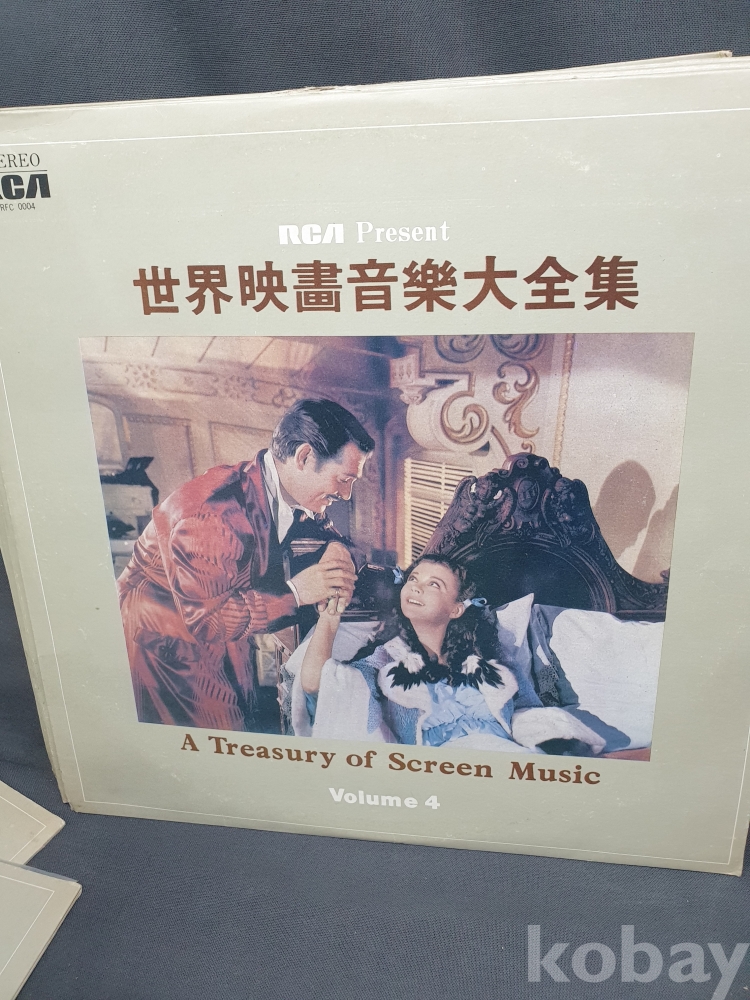 EREO
RCA
RFC 0004
RCA Present
世界映畫音樂大全集
A Treasury of Screen Music
Volume 4
kobay